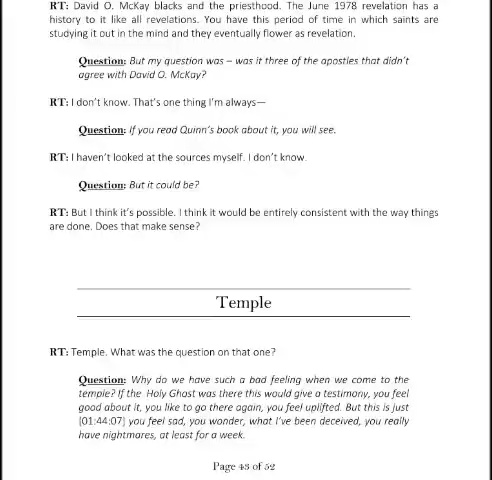 RT: David O. McKay blacks and the priesthood. The June 1978 revelation has a
history to it like all revelations. You have this period of time in which saints are
studying it out in the mind and they eventually flower as revelation.
Question: But my question was – was it three of the apostles that didn't
agree with David O. McKay?
RT: I don't know. That's one thing I'm always—
Question: If you read Quinn's book about it, you will see.
RT: I haven't looked at the sources myself. I don't know.
Question: But it could be?
RT: But I think it's possible. I think it would be entirely consistent with the way things
are done. Does that make sense?
Temple
RT: Temple. What was the question on that one?
Question: Why do we have such a bad feeling when we come to the
temple? If the Holy Ghost was there this would give a testimony, you feel
good about it, you like to go there again, you feel uplifted. But this is just
[01:44:07] you feel sad, you wonder, what I've been deceived, you really
have nightmares, at least for a week.
Page 43 of 52